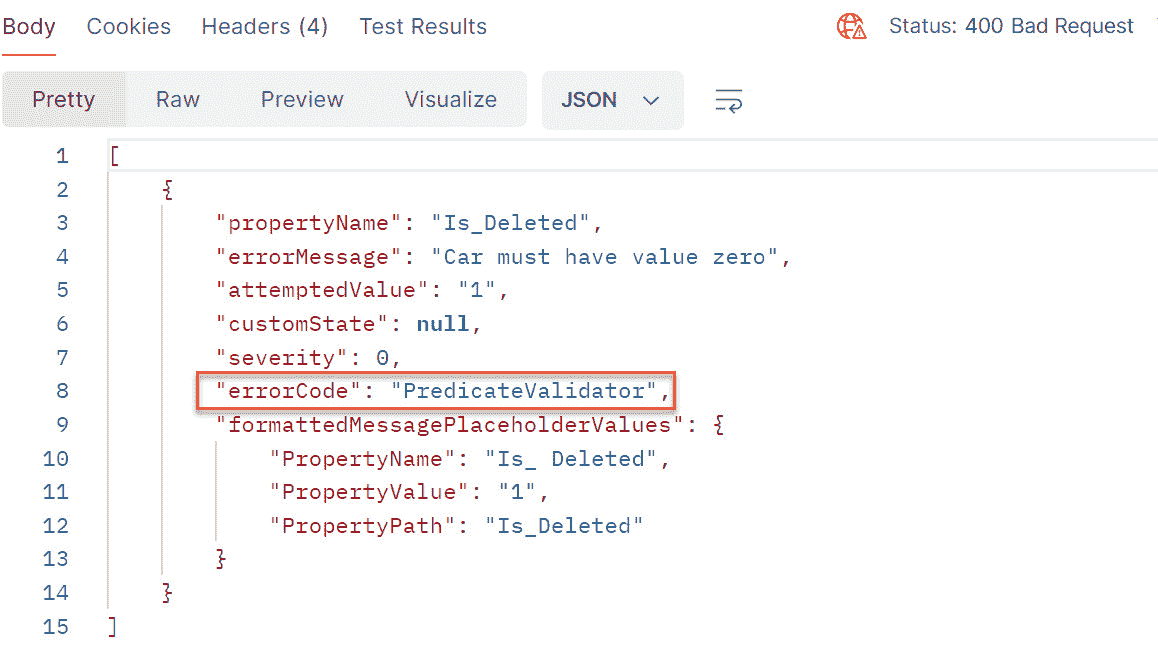 Body Cookies Headers (4) Test Results Status: 400 Bad Request
Pretty Raw Preview Visualize JSON
1 [
2 {
3 "propertyName": "Is_Deleted",
4 "errorMessage": "Car must have value zero",
5 "attemptedValue": "1",
6 "customState": null,
7 "severity": 0,
8 "errorCode": "PredicateValidator",
9 "formattedMessagePlaceholderValues": {
10 "PropertyName": "Is_ Deleted",
11 "PropertyValue": "1",
12 "PropertyPath": "Is_Deleted"
13 }
14 }
15 ]